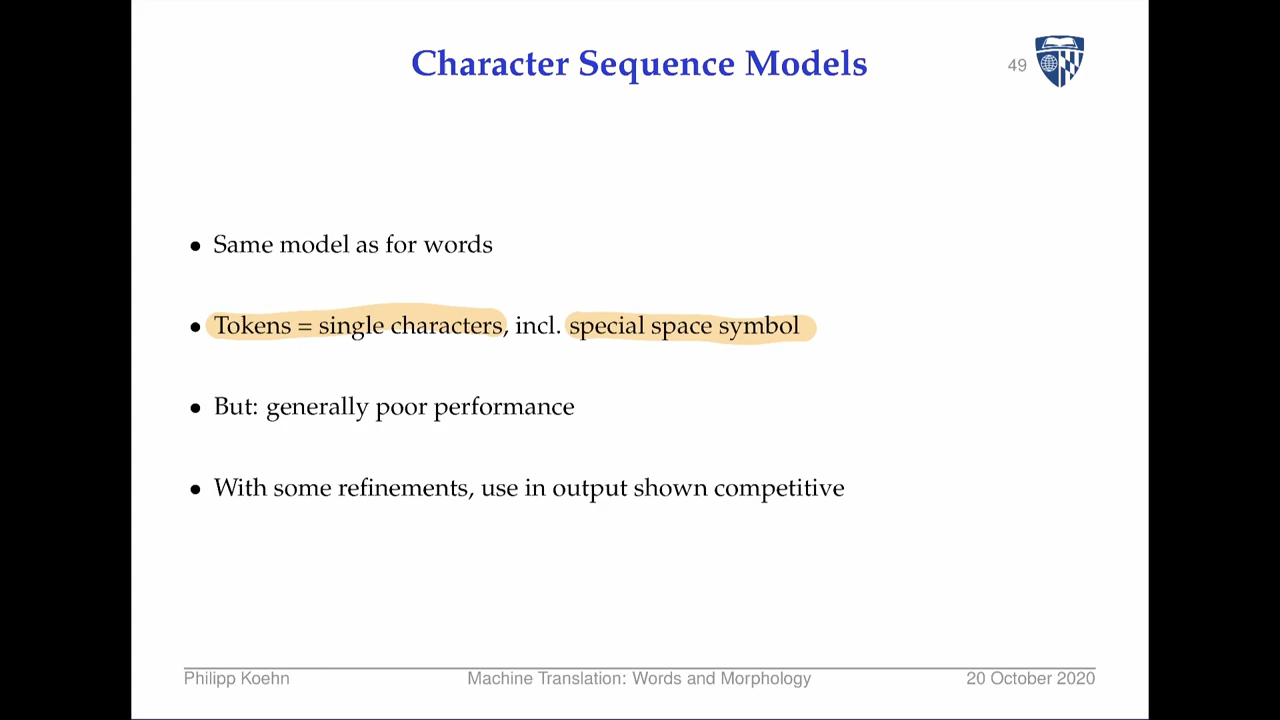 Character Sequence Models
49
• Same model as for words
• Tokens = single characters, incl. special space symbol
• But: generally poor performance
• With some refinements, use in output shown competitive
Philipp Koehn Machine Translation: Words and Morphology 20 October 2020